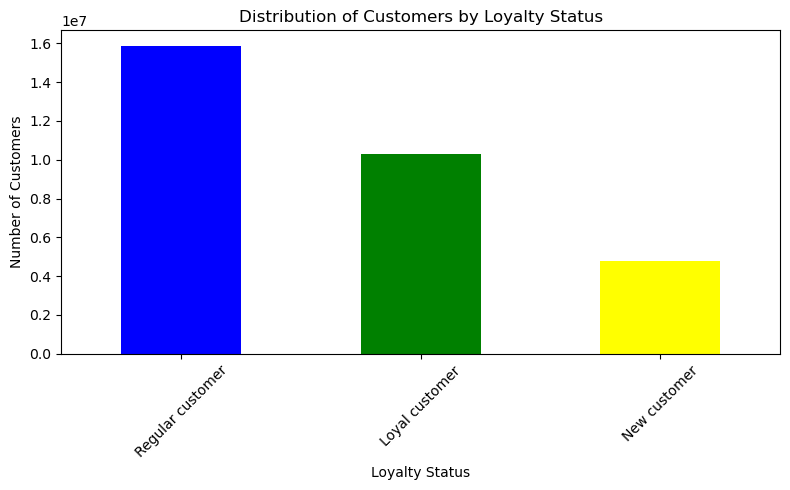 Distribution of Customers by Loyalty Status
1e7
1.6
1.4
1.2
1.0
0.8
0.6
0.4
0.2
0.0
Number of Customers
Regular customer
Loyal customer
New customer
Loyalty Status